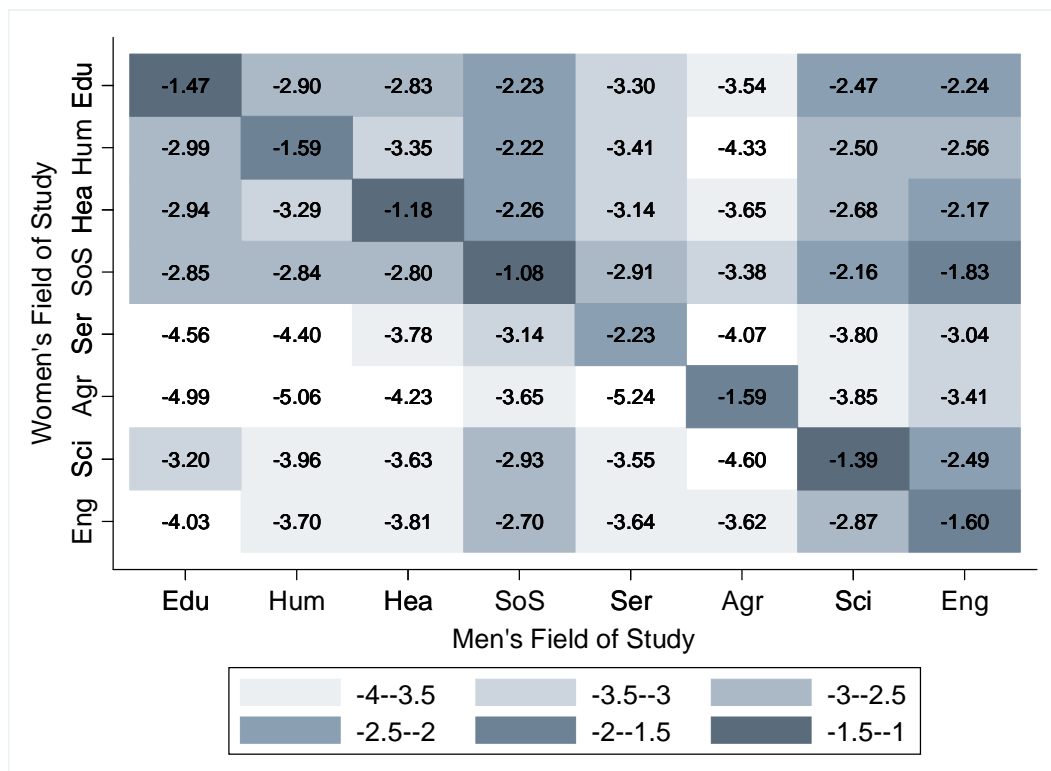 Women's Field of Study
Edu -1.47 -2.90 -2.83 -2.23 -3.30 -3.54 -2.47 -2.24
Hum -2.99 -1.59 -3.35 -2.22 -3.41 -4.33 -2.50 -2.56
Hea -2.94 -3.29 -1.18 -2.26 -3.14 -3.65 -2.68 -2.17
SoS -2.85 -2.84 -2.80 -1.08 -2.91 -3.38 -2.16 -1.83
Ser -4.56 -4.40 -3.78 -3.14 -2.23 -4.07 -3.80 -3.04
Agr -4.99 -5.06 -4.23 -3.65 -5.24 -1.59 -3.85 -3.41
Sci -3.20 -3.96 -3.63 -2.93 -3.55 -4.60 -1.39 -2.49
Eng -4.03 -3.70 -3.81 -2.70 -3.64 -3.62 -2.87 -1.60
Edu Hum Hea SoS Ser Agr Sci Eng
Men's Field of Study
-4--3.5 -3.5--3 -3--2.5
-2.5--2 -2--1.5 -1.5--1